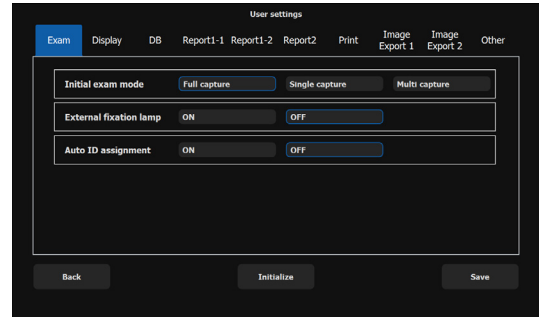 User settings
Exam Display DB Report1-1 Report1-2 Report2 Print Image Export 1 Image Export 2 Other
Initial exam mode Full capture Single capture Multi capture
External fixation lamp ON OFF
Auto ID assignment ON OFF
Back Initialize Save